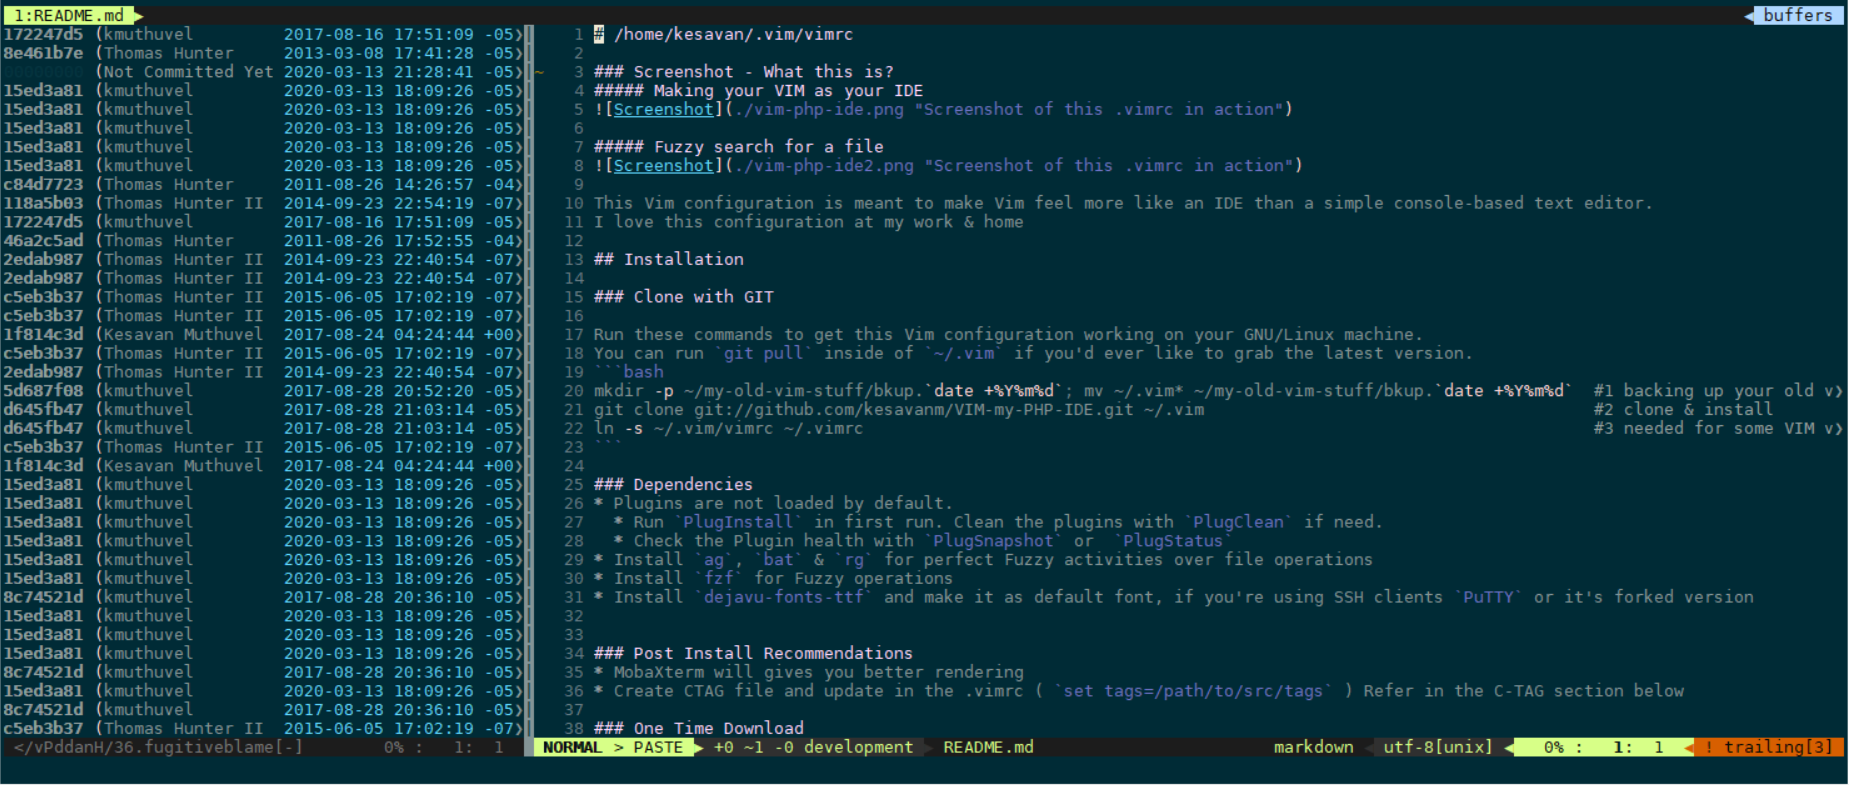 1:README.md buffers
172247d5 (kmuthuvel 2017-08-16 17:51:09 -05❯ 1 # /home/kesavan/.vim/vimrc
8e461b7e (Thomas Hunter 2013-03-08 17:41:28 -05❯ 2
00000000 (Not Committed Yet 2020-03-13 21:28:41 -05❯ ~ 3 ### Screenshot - What this is?
15ed3a81 (kmuthuvel 2020-03-13 18:09:26 -05❯ 4 ##### Making your VIM as your IDE
15ed3a81 (kmuthuvel 2020-03-13 18:09:26 -05❯ 5 ![Screenshot](./vim-php-ide.png "Screenshot of this .vimrc in action")
15ed3a81 (kmuthuvel 2020-03-13 18:09:26 -05❯ 6
15ed3a81 (kmuthuvel 2020-03-13 18:09:26 -05❯ 7 ##### Fuzzy search for a file
15ed3a81 (kmuthuvel 2020-03-13 18:09:26 -05❯ 8 ![Screenshot](./vim-php-ide2.png "Screenshot of this .vimrc in action")
c84d7723 (Thomas Hunter 2011-08-26 14:26:57 -04❯ 9
118a5b03 (Thomas Hunter II 2014-09-23 22:54:19 -07❯ 10 This Vim configuration is meant to make Vim feel more like an IDE than a simple console-based text editor.
172247d5 (kmuthuvel 2017-08-16 17:51:09 -05❯ 11 I love this configuration at my work & home
46a2c5ad (Thomas Hunter 2011-08-26 17:52:55 -04❯ 12
2edab987 (Thomas Hunter II 2014-09-23 22:40:54 -07❯ 13 ## Installation
2edab987 (Thomas Hunter II 2014-09-23 22:40:54 -07❯ 14
c5eb3b37 (Thomas Hunter II 2015-06-05 17:02:19 -07❯ 15 ### Clone with GIT
c5eb3b37 (Thomas Hunter II 2015-06-05 17:02:19 -07❯ 16
1f814c3d (Kesavan Muthuvel 2017-08-24 04:24:44 +00❯ 17 Run these commands to get this Vim configuration working on your GNU/Linux machine.
c5eb3b37 (Thomas Hunter II 2015-06-05 17:02:19 -07❯ 18 You can run `git pull` inside of `~/.vim` if you'd ever like to grab the latest version.
2edab987 (Thomas Hunter II 2014-09-23 22:40:54 -07❯ 19 ```bash
5d687f08 (kmuthuvel 2017-08-28 20:52:20 -05❯ 20 mkdir -p ~/my-old-vim-stuff/bkup.`date +%Y%m%d`; mv ~/.vim* ~/my-old-vim-stuff/bkup.`date +%Y%m%d` #1 backing up your old v❯
d645fb47 (kmuthuvel 2017-08-28 21:03:14 -05❯ 21 git clone git://github.com/kesavanm/VIM-my-PHP-IDE.git ~/.vim #2 clone & install
d645fb47 (kmuthuvel 2017-08-28 21:03:14 -05❯ 22 ln -s ~/.vim/vimrc ~/.vimrc #3 needed for some VIM v❯
c5eb3b37 (Thomas Hunter II 2015-06-05 17:02:19 -07❯ 23 ```
1f814c3d (Kesavan Muthuvel 2017-08-24 04:24:44 +00❯ 24
15ed3a81 (kmuthuvel 2020-03-13 18:09:26 -05❯ 25 ### Dependencies
15ed3a81 (kmuthuvel 2020-03-13 18:09:26 -05❯ 26 * Plugins are not loaded by default.
15ed3a81 (kmuthuvel 2020-03-13 18:09:26 -05❯ 27 * Run `PlugInstall` in first run. Clean the plugins with `PlugClean` if need.
15ed3a81 (kmuthuvel 2020-03-13 18:09:26 -05❯ 28 * Check the Plugin health with `PlugSnapshot` or `PlugStatus`
15ed3a81 (kmuthuvel 2020-03-13 18:09:26 -05❯ 29 * Install `ag`, `bat` & `rg` for perfect Fuzzy activities over file operations
15ed3a81 (kmuthuvel 2020-03-13 18:09:26 -05❯ 30 * Install `fzf` for Fuzzy operations
8c74521d (kmuthuvel 2017-08-28 20:36:10 -05❯ 31 * Install `dejavu-fonts-ttf` and make it as default font, if you're using SSH clients `PuTTY` or it's forked version
15ed3a81 (kmuthuvel 2020-03-13 18:09:26 -05❯ 32
15ed3a81 (kmuthuvel 2020-03-13 18:09:26 -05❯ 33
15ed3a81 (kmuthuvel 2020-03-13 18:09:26 -05❯ 34 ### Post Install Recommendations
8c74521d (kmuthuvel 2017-08-28 20:36:10 -05❯ 35 * MobaXterm will gives you better rendering
15ed3a81 (kmuthuvel 2020-03-13 18:09:26 -05❯ 36 * Create CTAG file and update in the .vimrc ( `set tags=/path/to/src/tags` ) Refer in the C-TAG section below
8c74521d (kmuthuvel 2017-08-28 20:36:10 -05❯ 37
c5eb3b37 (Thomas Hunter II 2015-06-05 17:02:19 -07❯ 38 ### One Time Download
</vPddanH/36.fugitiveblame[-] 0% : 1: 1 NORMAL > PASTE +0 ~1 -0 development README.md markdown utf-8[unix] 0% : 1: 1 ! trailing[3]